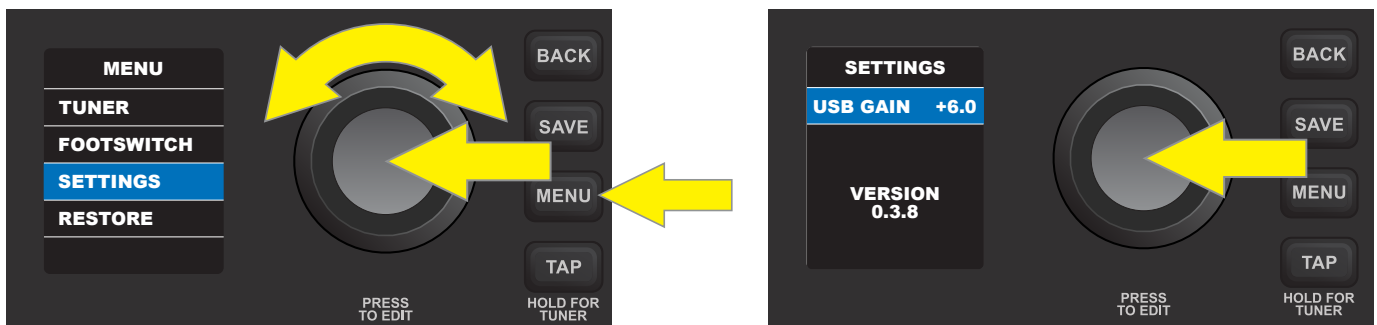 MENU
TUNER
FOOTSWITCH
SETTINGS
RESTORE
BACK
SAVE
MENU
TAP
PRESS
TO EDIT
HOLD FOR
TUNER
SETTINGS
USB GAIN +6.0
VERSION
0.3.8
BACK
SAVE
MENU
TAP
PRESS
TO EDIT
HOLD FOR
TUNER